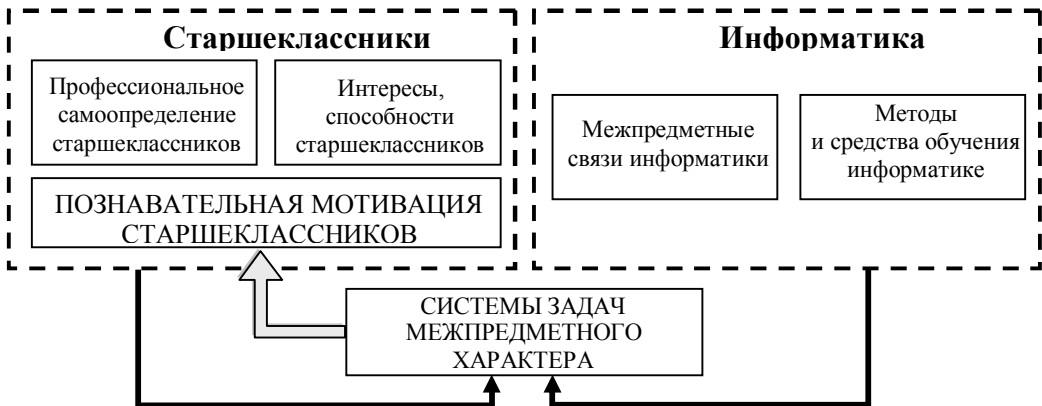 Старшеклассники
Профессиональное
самоопределение
старшеклассников
Интересы,
способности
старшеклассников
ПОЗНАВАТЕЛЬНАЯ МОТИВАЦИЯ
СТАРШЕКЛАССНИКОВ
Информатика
Межпредметные
связи информатики
Методы
и средства обучения
информатике
СИСТЕМЫ ЗАДАЧ
МЕЖПРЕДМЕТНОГО
ХАРАКТЕРА